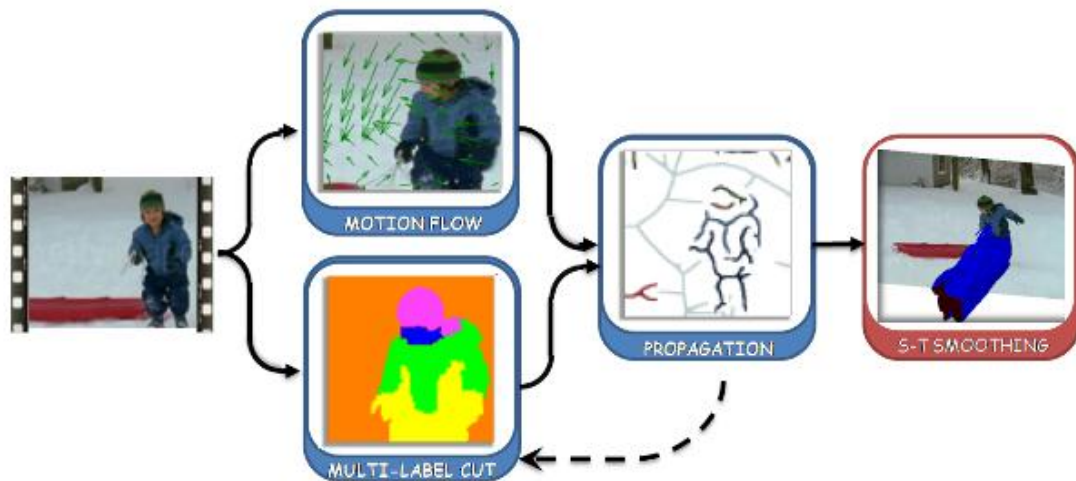 MOTION FLOW
MULTI-LABEL CUT
PROPAGATION
S-T SMOOTHING